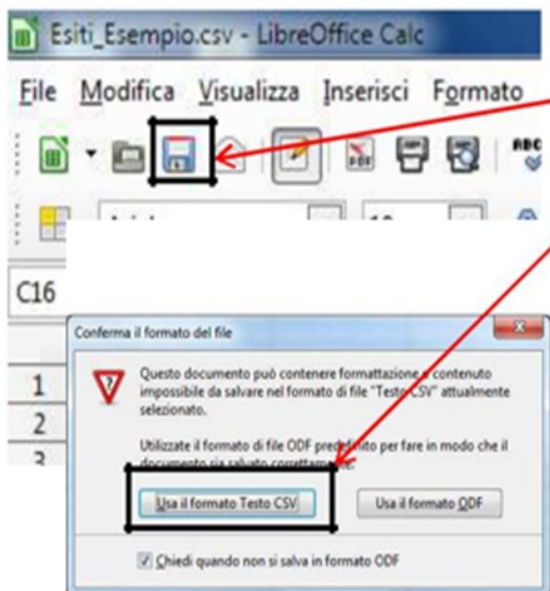 Esiti_Esempio.csv - LibreOffice Calc
File Modifica Visualizza Inserisci Formato
PDF ABC
C16
Conferma il formato del file
1
2
3
Questo documento può contenere formattazione o contenuto
impossibile da salvare nel formato di file "Testo CSV" attualmente
selezionato.
Utilizzate il formato di file ODF predefinito per fare in modo che il
documento sia salvato correttamente.
Usa il formato Testo CSV Usa il formato ODF
Chiedi quando non si salva in formato ODF